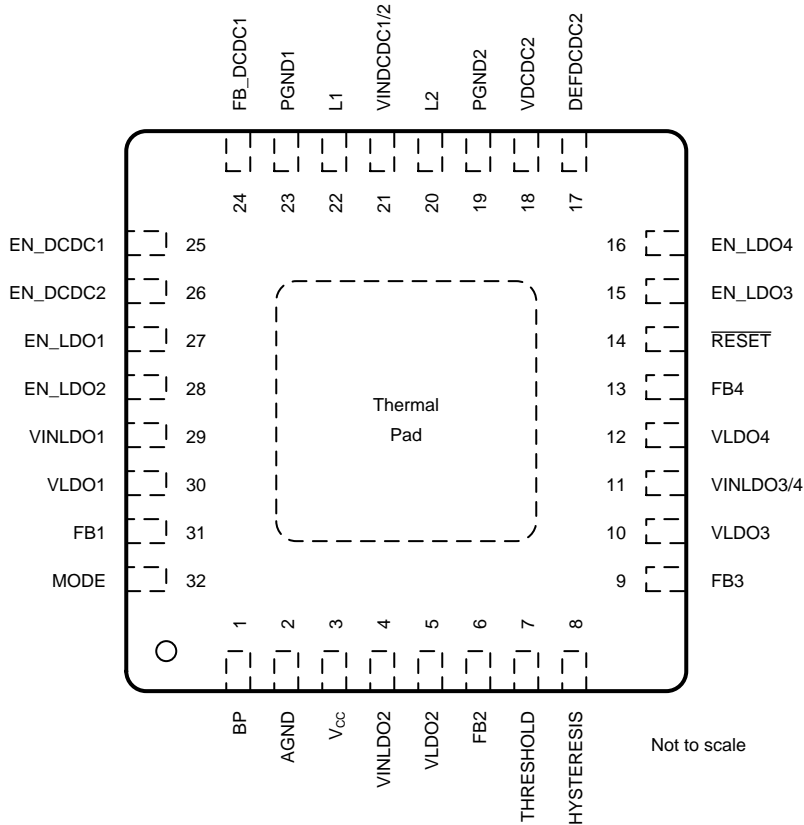 FB_DCDC1
PGND1
L1
VINDCDC1/2
L2
PGND2
VDCDC2
DEFDCDC2
24
23
22
21
20
19
18
17
EN_DCDC1 25
EN_DCDC2 26
EN_LDO1 27
EN_LDO2 28
VINLDO1 29
VLDO1 30
FB1 31
MODE 32
Thermal
Pad
16 EN_LDO4
15 EN_LDO3
14 RESET
13 FB4
12 VLDO4
11 VINLDO3/4
10 VLDO3
9 FB3
1
2
3
4
5
6
7
8
BP
AGND
VCC
VINLDO2
VLDO2
FB2
THRESHOLD
HYSTERESIS
Not to scale